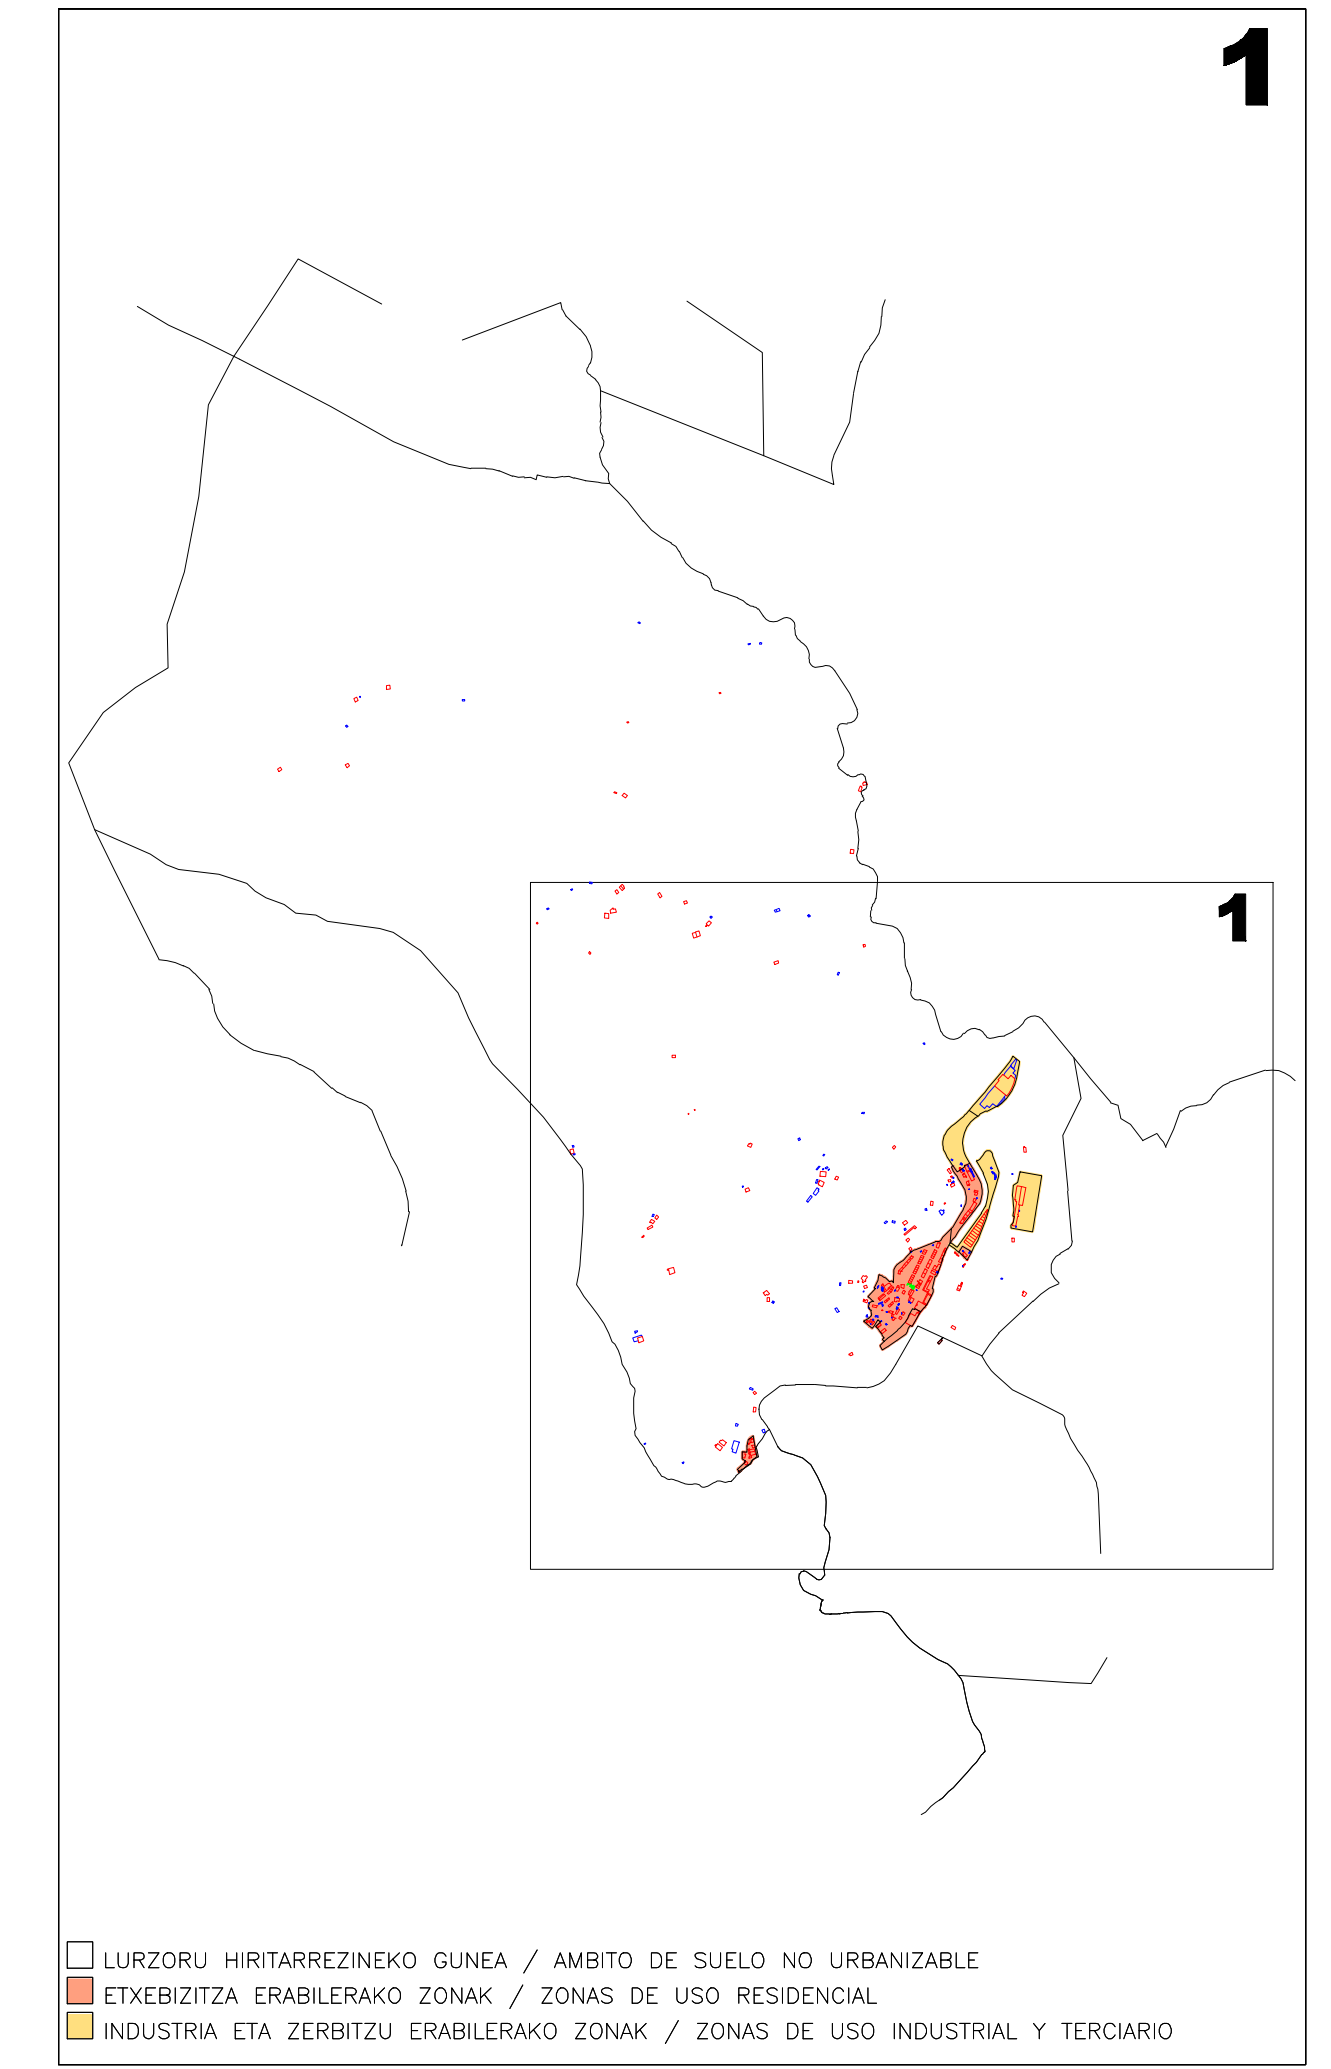 1
1
LURZORU HIRITARREZINEKO GUNEA / AMBITO DE SUELO NO URBANIZABLE
ETXEBIZITZA ERABILERAKO ZONAK / ZONAS DE USO RESIDENCIAL
INDUSTRIA ETA ZERBITZU ERABILERAKO ZONAK / ZONAS DE USO INDUSTRIAL Y TERCIARIO